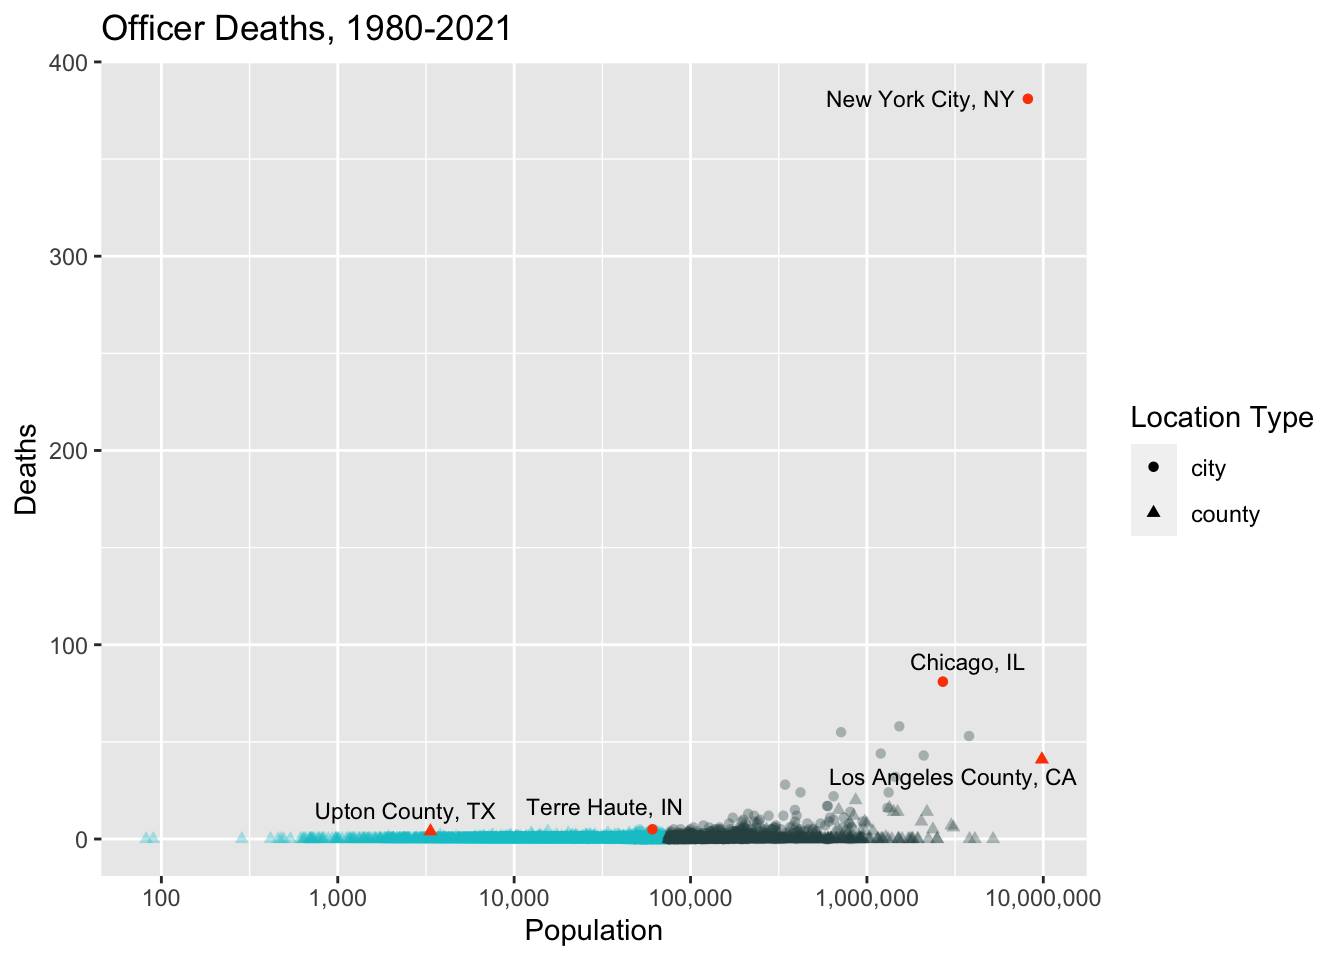 Officer Deaths, 1980-2021
400
300
200
100
0
Deaths
New York City, NY
Chicago, IL
Los Angeles County, CA
Upton County, TX
Terre Haute, IN
100
1,000
10,000
100,000
1,000,000
10,000,000
Population
Location Type
city
county